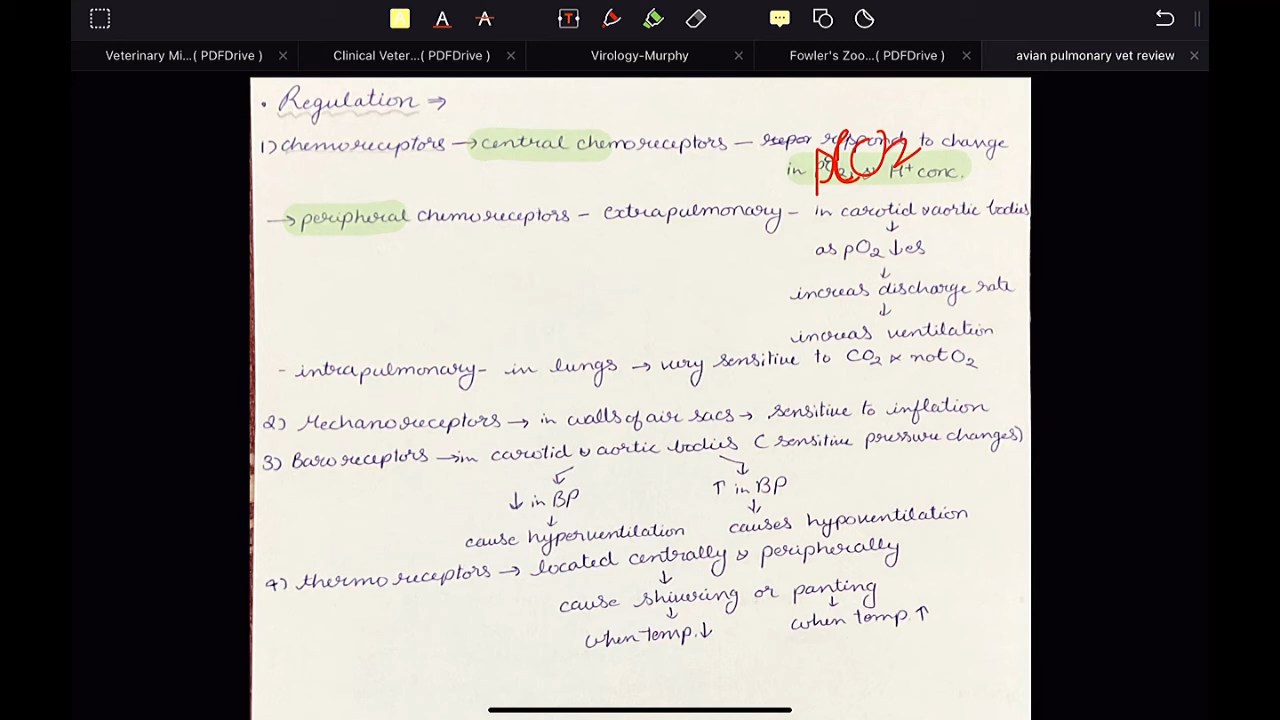 Veterinary Mi...( PDFDrive )
Clinical Veter...( PDFDrive )
Virology-Murphy
Fowler's Zoo...( PDFDrive )
avian pulmonary vet review
• Regulation ⇒
1) chemoreceptors → central chemoreceptors – respond to change
in pCO2 H+ conc.
→ peripheral chemoreceptors – extrapulmonary – in carotid & aortic bodies
↓
as pO2 ↓es
↓
increas discharge rate
↓
increas ventilation
- intrapulmonary – in lungs → very sensitive to CO2 & not O2
2) Mechanoreceptors → in walls of air sacs → sensitive to inflation
3) Baroreceptors → in carotid & aortic bodies ( sensitive pressure changes)
↓ in BP ↑ in BP
↓ ↓
cause hyperventilation causes hypoventilation
4) thermoreceptors → located centrally & peripherally
↓
cause shivering or panting
↓ ↓
when temp. ↓ when temp. ↑